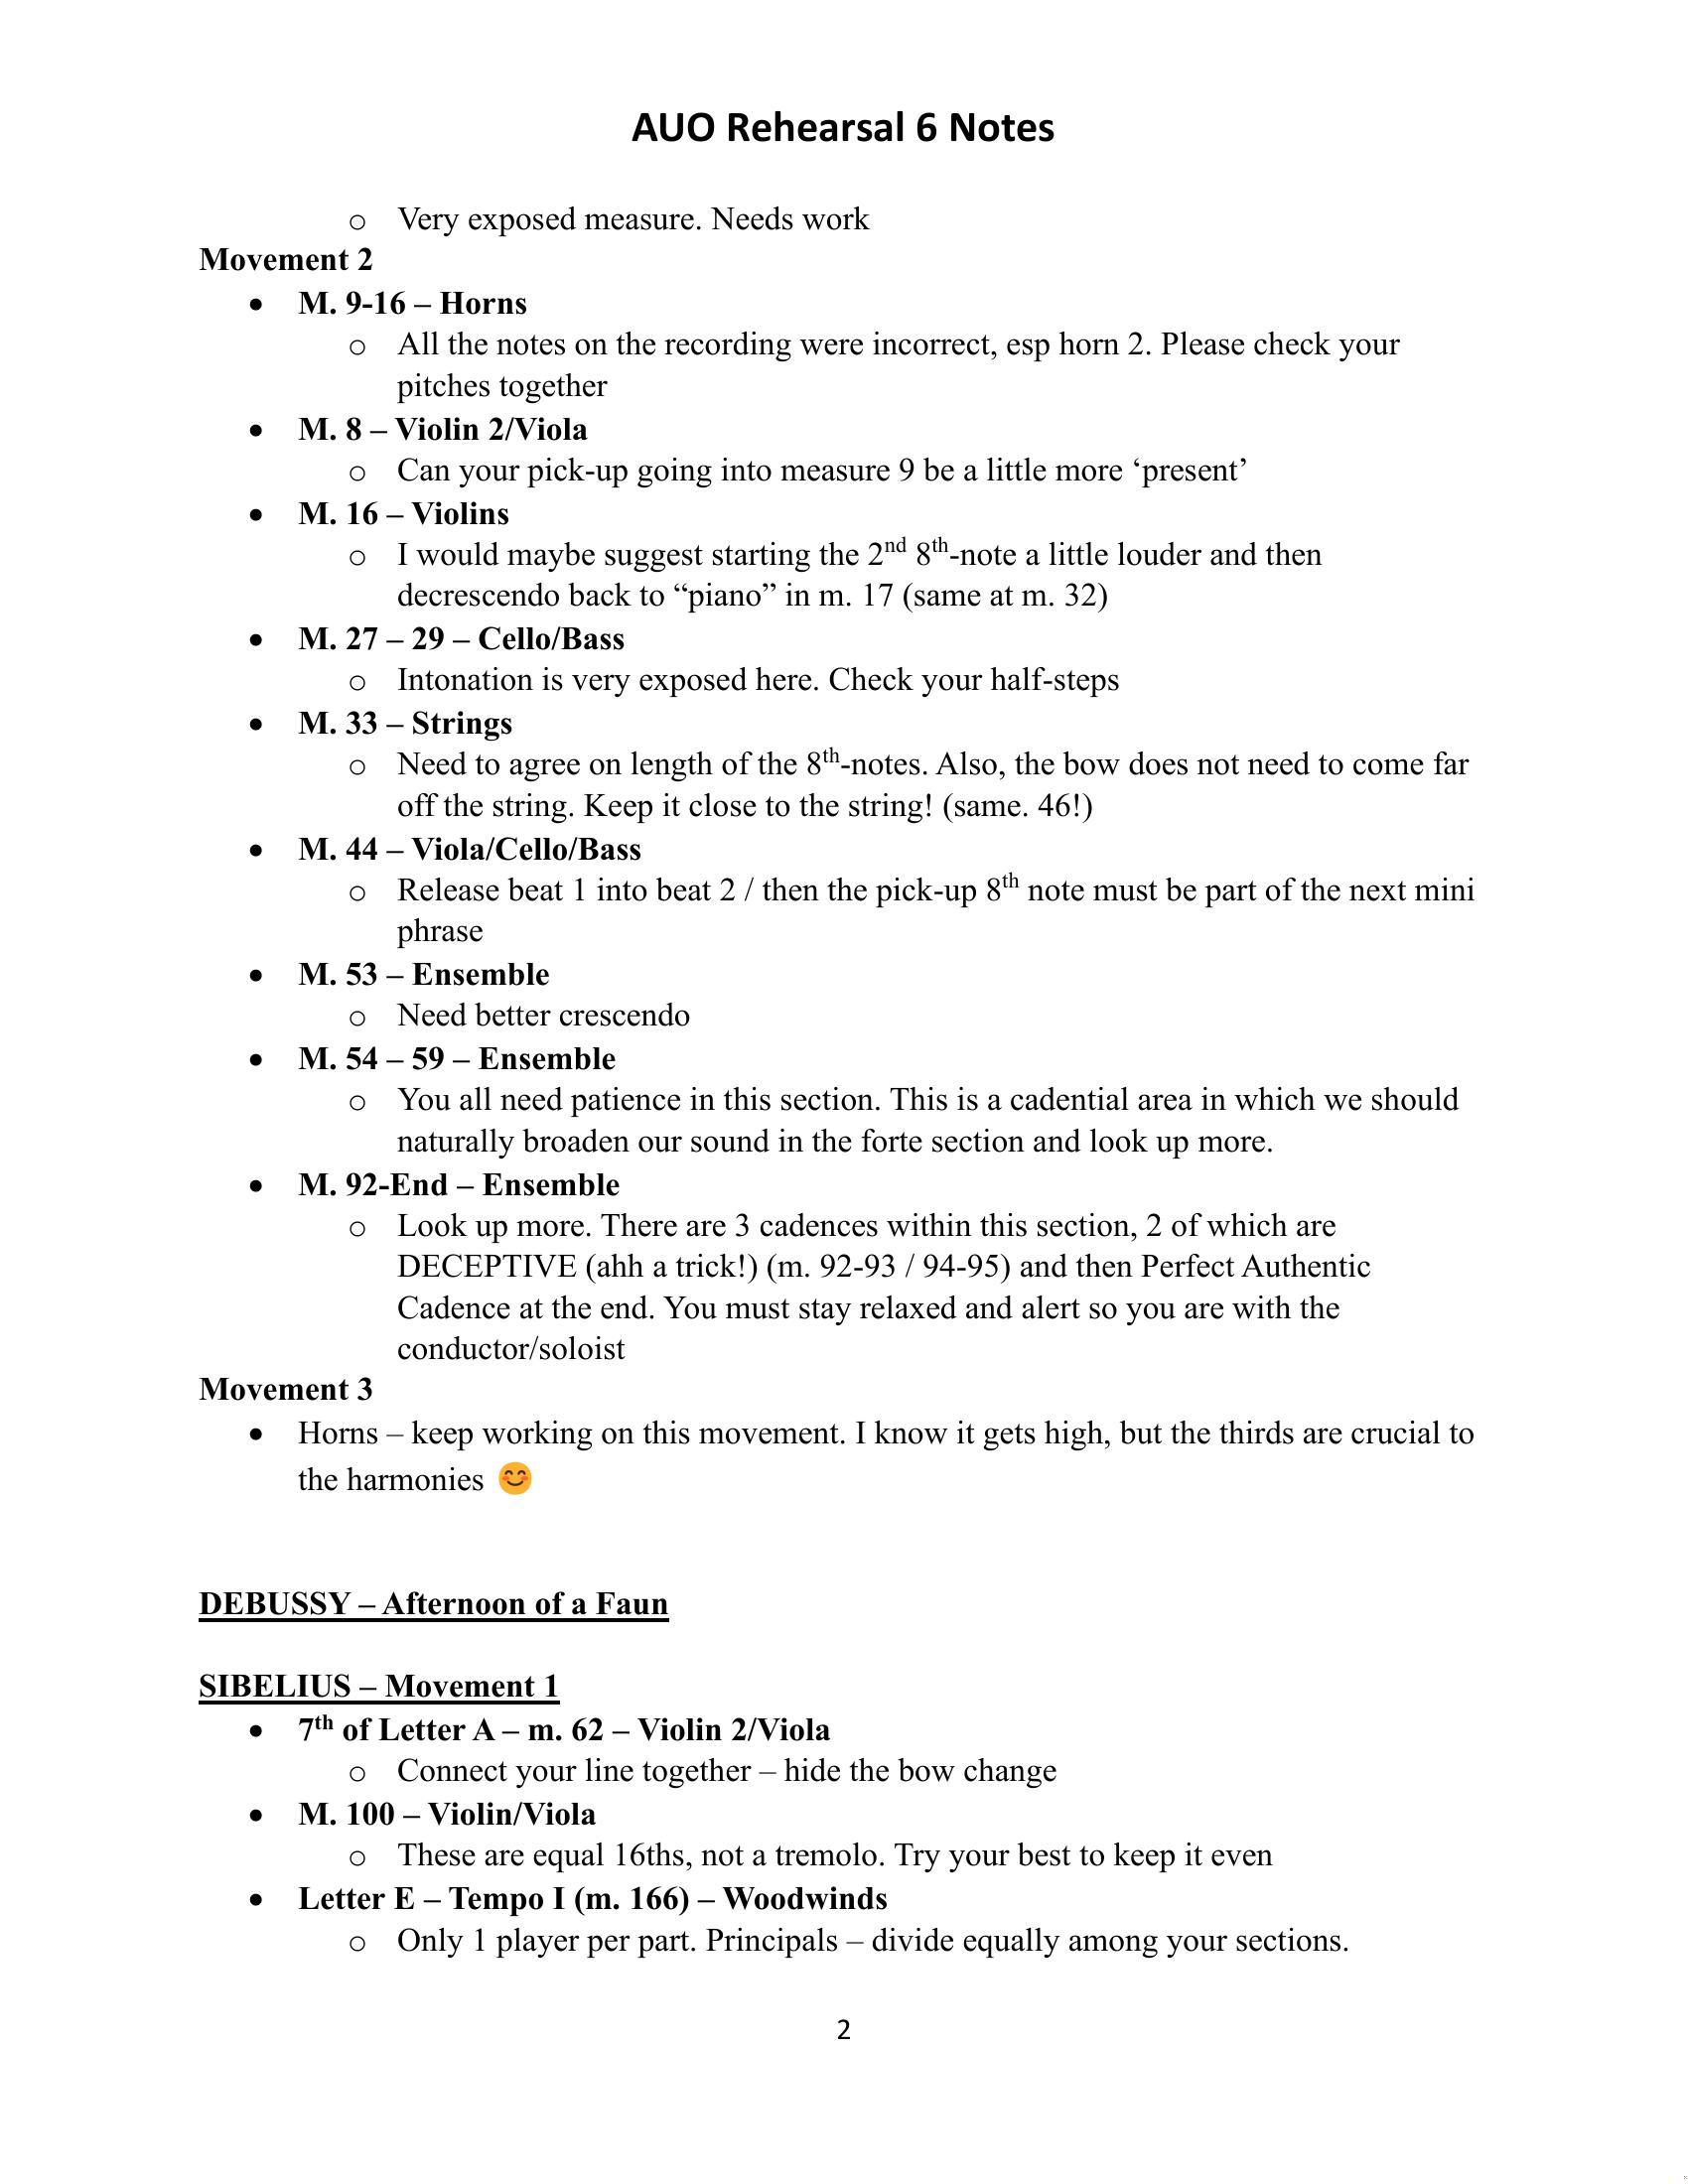 AUO Rehearsal 6 Notes
o Very exposed measure. Needs work
Movement 2
• M. 9-16 – Horns
o All the notes on the recording were incorrect, esp horn 2. Please check your
pitches together
• M. 8 – Violin 2/Viola
o Can your pick-up going into measure 9 be a little more ‘present’
• M. 16 – Violins
o I would maybe suggest starting the 2nd 8th-note a little louder and then
decrescendo back to “piano” in m. 17 (same at m. 32)
• M. 27 – 29 – Cello/Bass
o Intonation is very exposed here. Check your half-steps
• M. 33 – Strings
o Need to agree on length of the 8th-notes. Also, the bow does not need to come far
off the string. Keep it close to the string! (same. 46!)
• M. 44 – Viola/Cello/Bass
o Release beat 1 into beat 2 / then the pick-up 8th note must be part of the next mini
phrase
• M. 53 – Ensemble
o Need better crescendo
• M. 54 – 59 – Ensemble
o You all need patience in this section. This is a cadential area in which we should
naturally broaden our sound in the forte section and look up more.
• M. 92-End – Ensemble
o Look up more. There are 3 cadences within this section, 2 of which are
DECEPTIVE (ahh a trick!) (m. 92-93 / 94-95) and then Perfect Authentic
Cadence at the end. You must stay relaxed and alert so you are with the
conductor/soloist
Movement 3
• Horns – keep working on this movement. I know it gets high, but the thirds are crucial to
the harmonies 😊
DEBUSSY – Afternoon of a Faun
SIBELIUS – Movement 1
• 7th of Letter A – m. 62 – Violin 2/Viola
o Connect your line together – hide the bow change
• M. 100 – Violin/Viola
o These are equal 16ths, not a tremolo. Try your best to keep it even
• Letter E – Tempo I (m. 166) – Woodwinds
o Only 1 player per part. Principals – divide equally among your sections.
2